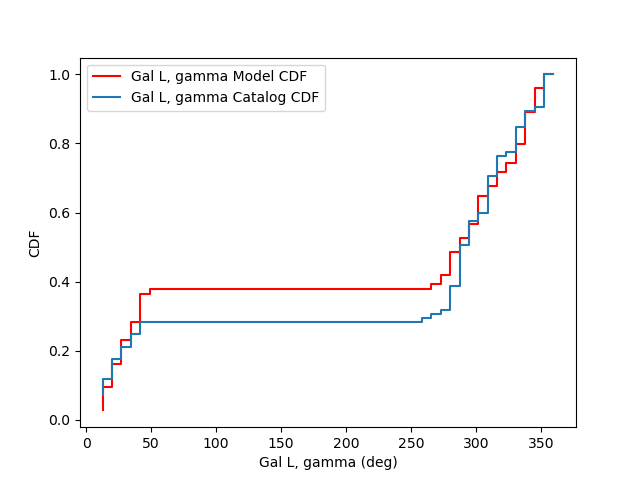 Gal L, gamma Model CDF
Gal L, gamma Catalog CDF
1.0
0.8
0.6
0.4
0.2
0.0
CDF
0 50 100 150 200 250 300 350
Gal L, gamma (deg)